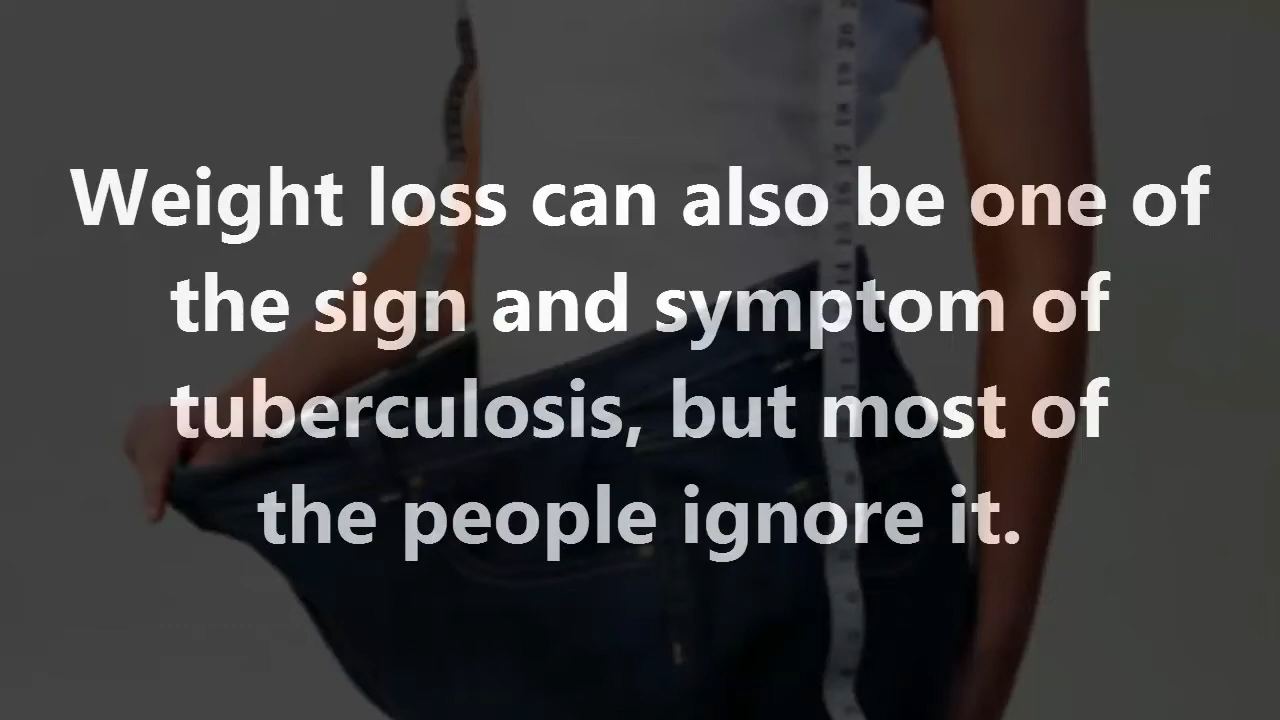 Weight loss can also be one of
the sign and symptom of
tuberculosis, but most of
the people ignore it.